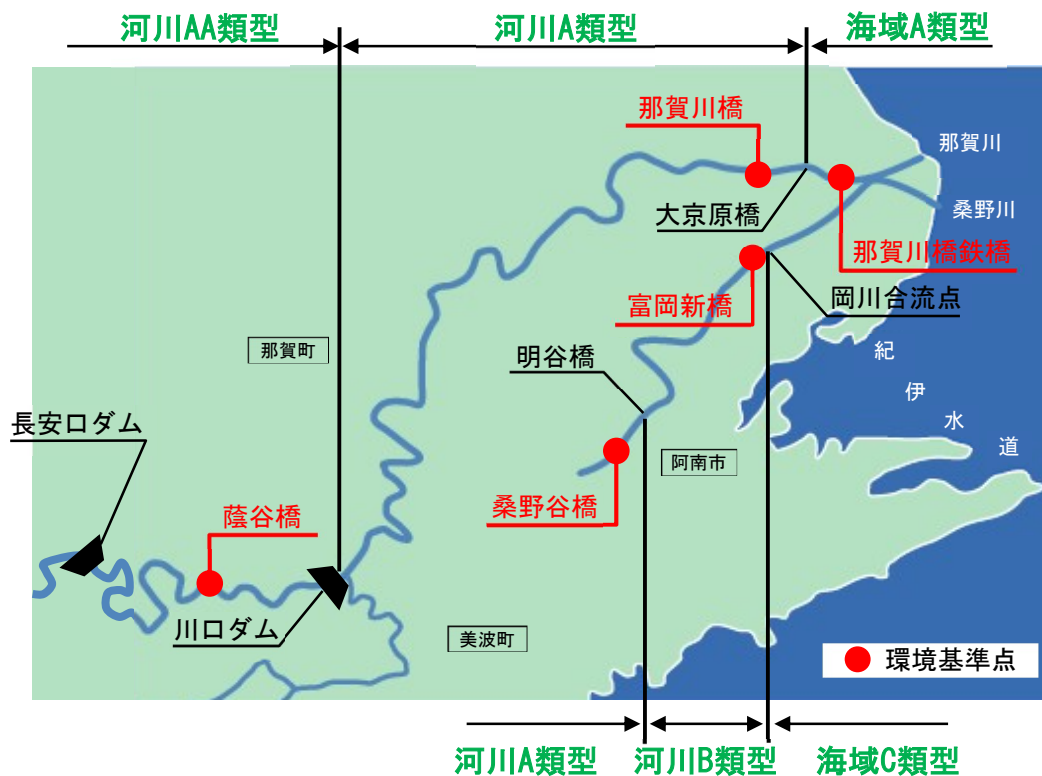 河川AA類型
河川A類型
海域A類型
那賀川橋
那賀川
大京原橋
桑野川
那賀川橋鉄橋
富岡新橋
岡川合流点
那賀町
明谷橋
紀
伊
水
道
長安口ダム
阿南市
桑野谷橋
蔭谷橋
川口ダム
美波町
環境基準点
河川A類型
河川B類型
海域C類型